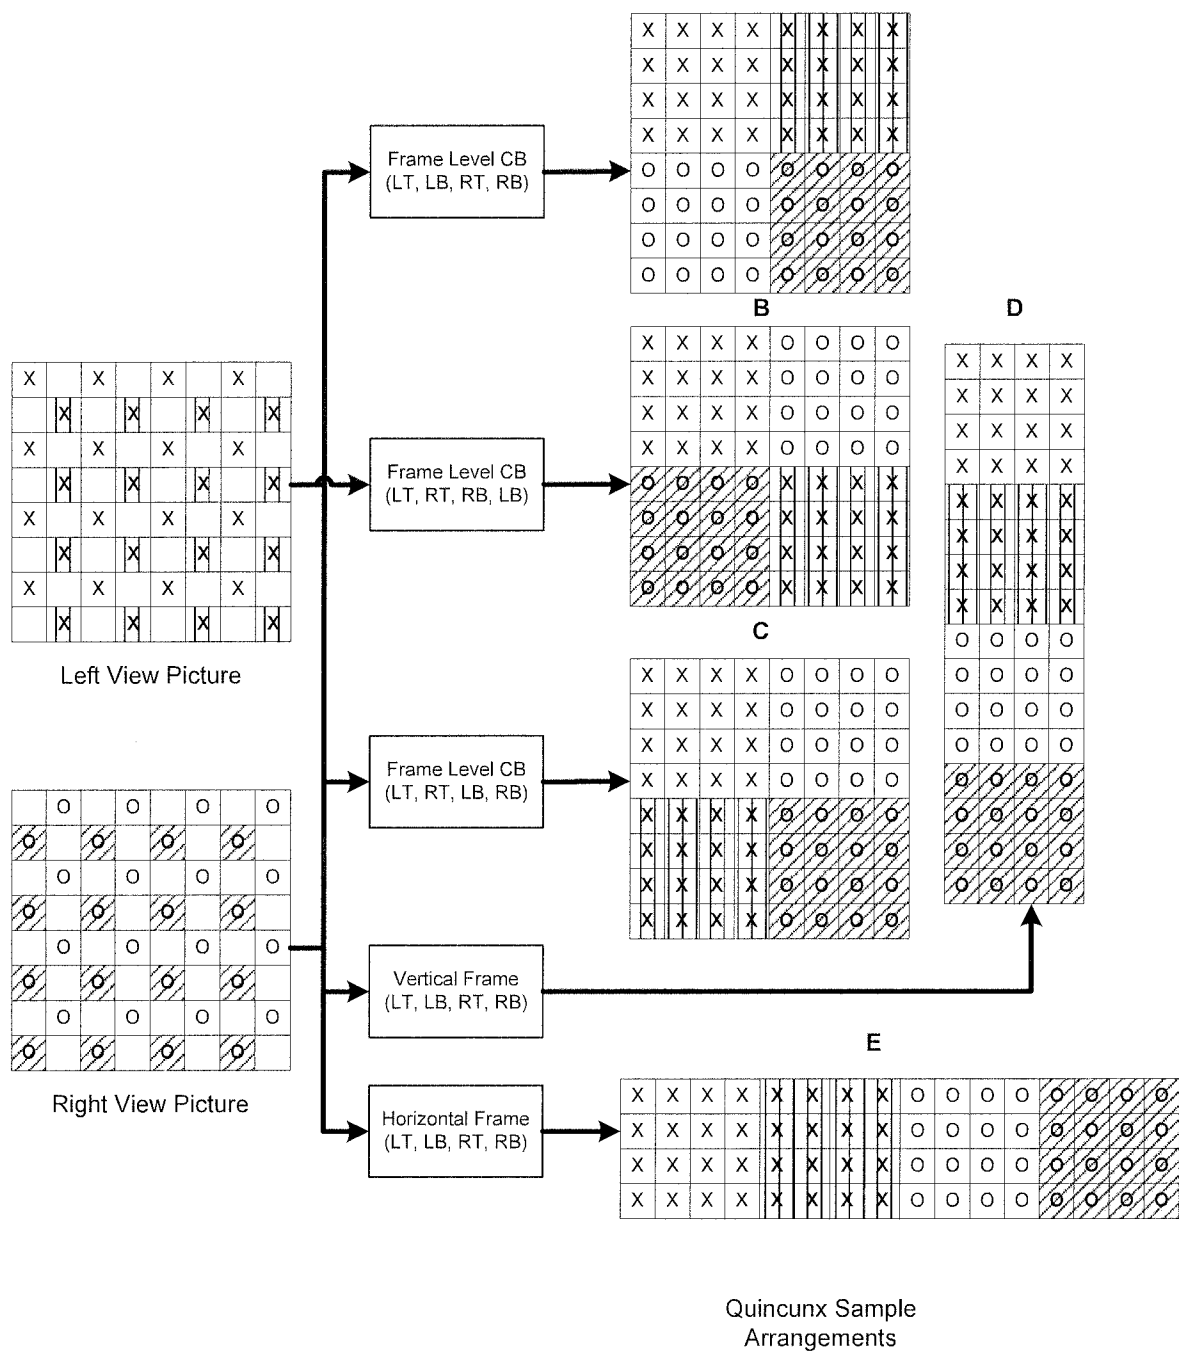 X X X X X X X X
X X X X X X X X
X X X X X X X X
X X X X X X X X
O O O O O O O O
O O O O O O O O
O O O O O O O O
O O O O O O O O
Frame Level CB
(LT, LB, RT, RB)
B
X X X X O O O O
X X X X O O O O
X X X X O O O O
X X X X O O O O
O O O O X X X X
O O O O X X X X
O O O O X X X X
O O O O X X X X
D
X X X X
X X X X
X X X X
X X X X
X X X X
X X X X
X X X X
X X X X
O O O O
O O O O
O O O O
O O O O
O O O O
O O O O
O O O O
O O O O
X X X X
X X X X
X X X X
X X X X
X X X X
X X X X
X X X X
X X X X
Left View Picture
Frame Level CB
(LT, RT, RB, LB)
C
X X X X O O O O
X X X X O O O O
X X X X O O O O
X X X X O O O O
X X X X O O O O
X X X X O O O O
X X X X O O O O
X X X X O O O O
Frame Level CB
(LT, RT, LB, RB)
O O O O
O O O O
O O O O
O O O O
O O O O
O O O O
O O O O
O O O O
Right View Picture
Vertical Frame
(LT, LB, RT, RB)
E
Horizontal Frame
(LT, LB, RT, RB)
X X X X X X X X O O O O O O O O
X X X X X X X X O O O O O O O O
X X X X X X X X O O O O O O O O
X X X X X X X X O O O O O O O O
Quincunx Sample
Arrangements